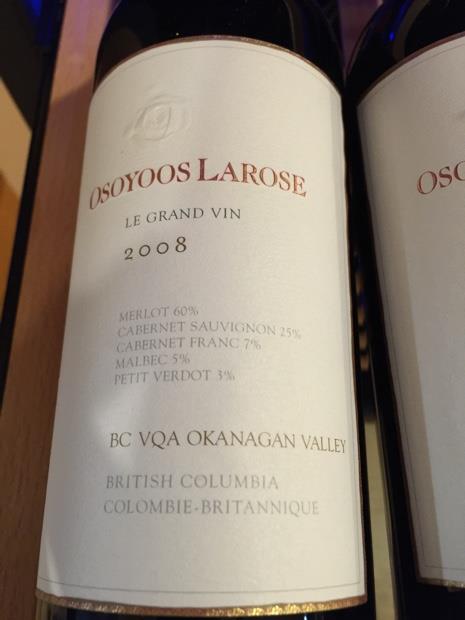 OSOYOOS LAROSE
LE GRAND VIN
2008
MERLOT 60%
CABERNET SAUVIGNON 25%
CABERNET FRANC 7%
MALBEC 5%
PETIT VERDOT 3%
BC VQA OKANAGAN VALLEY
BRITISH COLUMBIA
COLOMBIE-BRITANNIQUE
OSO